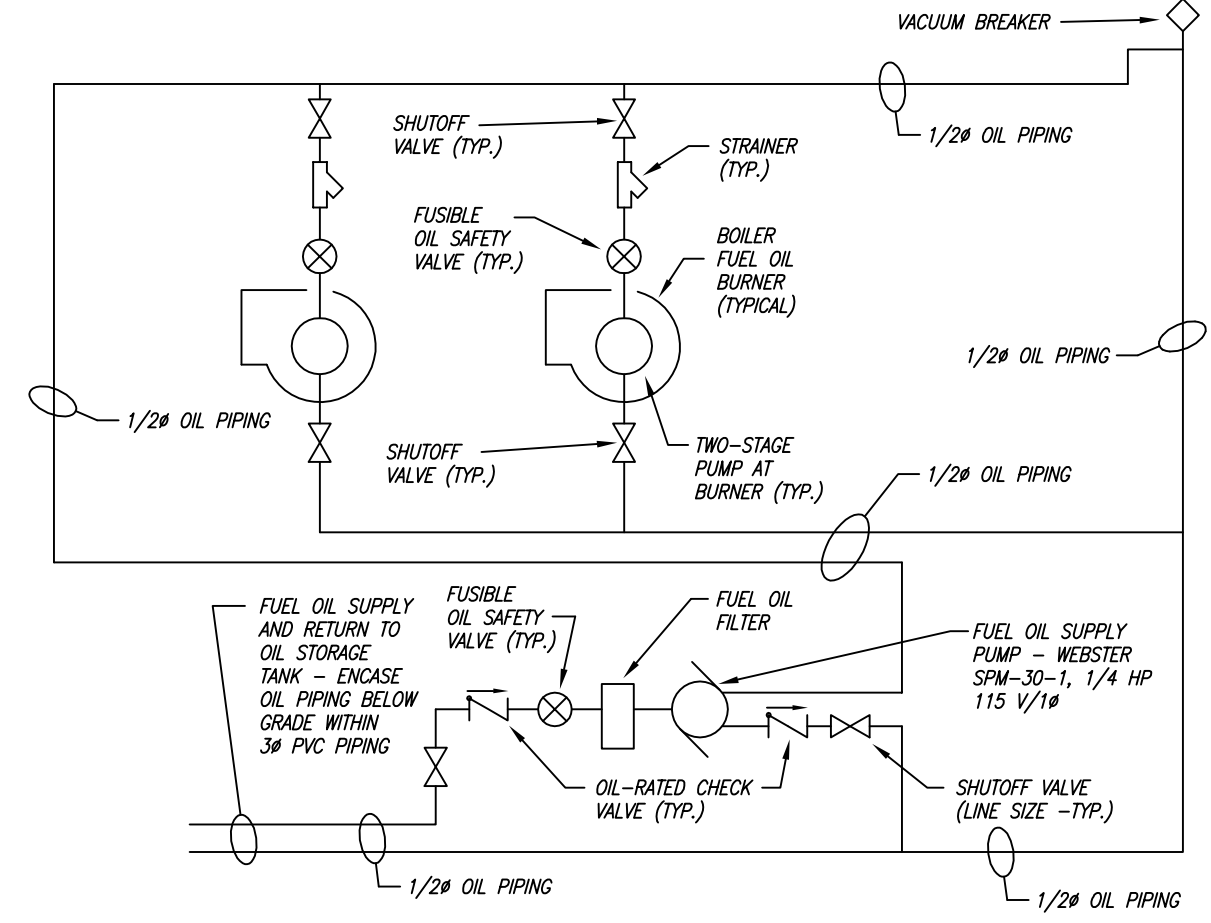 VACUUM BREAKER
SHUTOFF
VALVE (TYP.)
1/2ø OIL PIPING
STRAINER
(TYP.)
FUSIBLE
OIL SAFETY
VALVE (TYP.)
BOILER
FUEL OIL
BURNER
(TYPICAL)
1/2ø OIL PIPING
1/2ø OIL PIPING
SHUTOFF
VALVE (TYP.)
TWO-STAGE
PUMP AT
BURNER (TYP.)
1/2ø OIL PIPING
FUEL OIL SUPPLY
AND RETURN TO
OIL STORAGE
TANK - ENCASE
OIL PIPING BELOW
GRADE WITHIN
3ø PVC PIPING
FUSIBLE
OIL SAFETY
VALVE (TYP.)
FUEL OIL
FILTER
FUEL OIL SUPPLY
PUMP - WEBSTER
SPM-30-1, 1/4 HP
115 V/1ø
OIL-RATED CHECK
VALVE (TYP.)
SHUTOFF VALVE
(LINE SIZE -TYP.)
1/2ø OIL PIPING
1/2ø OIL PIPING